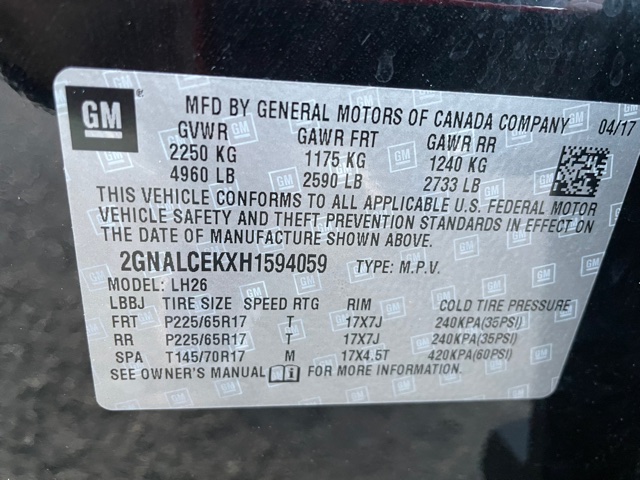 GM®
MFD BY GENERAL MOTORS OF CANADA COMPANY 04/17
GVWR GAWR FRT GAWR RR
2250 KG 1175 KG 1240 KG
4960 LB 2590 LB 2733 LB
THIS VEHICLE CONFORMS TO ALL APPLICABLE U.S. FEDERAL MOTOR
VEHICLE SAFETY AND THEFT PREVENTION STANDARDS IN EFFECT ON
THE DATE OF MANUFACTURE SHOWN ABOVE.
2GNALCEKXH1594059 TYPE: M.P.V.
MODEL: LH26
LBBJ TIRE SIZE SPEED RTG RIM COLD TIRE PRESSURE
FRT P225/65R17 T 17X7J 240KPA(35PSI)
RR P225/65R17 T 17X7J 240KPA(35PSI)
SPA T145/70R17 M 17X4.5T 420KPA(60PSI)
SEE OWNER'S MANUAL FOR MORE INFORMATION.